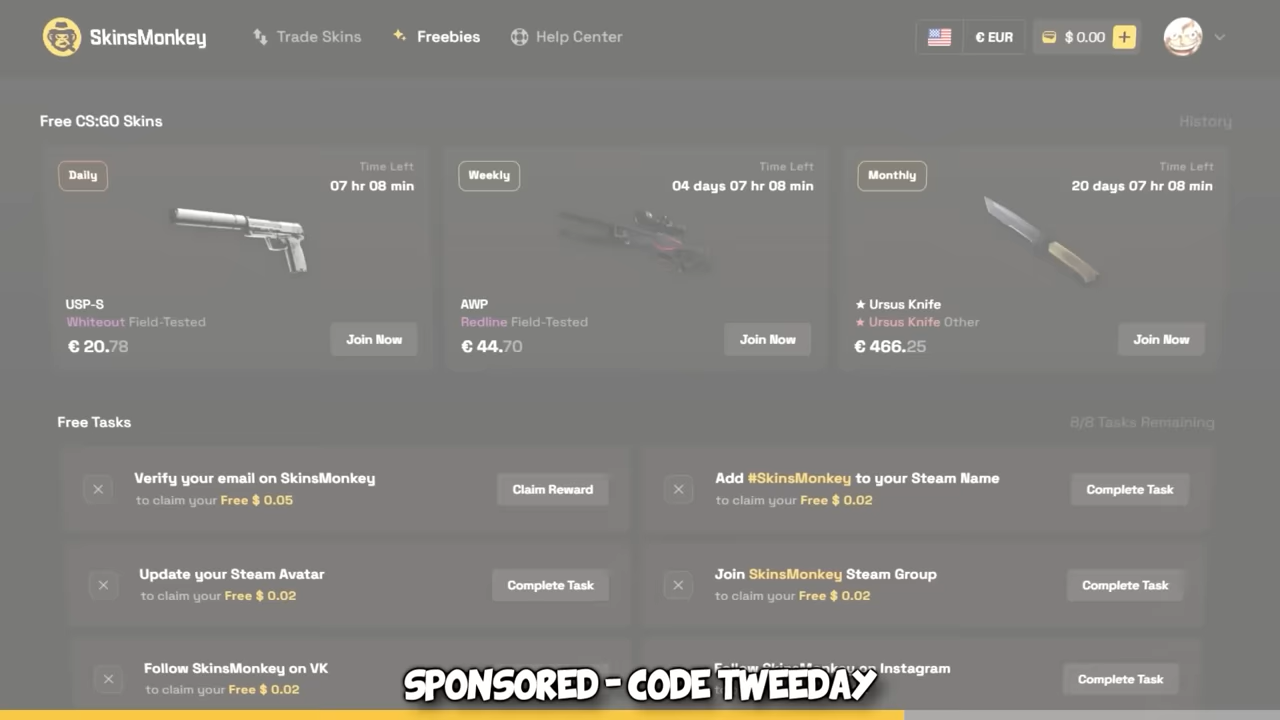 SkinsMonkey Trade Skins Freebies Help Center € EUR $ 0.00 +
Free CS:GO Skins History
Daily Time Left
07 hr 08 min
USP-S
Whiteout Field-Tested
€ 20.78 Join Now
Weekly Time Left
04 days 07 hr 08 min
AWP
Redline Field-Tested
€ 44.70 Join Now
Monthly Time Left
20 days 07 hr 08 min
★ Ursus Knife
★ Ursus Knife Other
€ 466.25 Join Now
Free Tasks 8/8 Tasks Remaining
Verify your email on SkinsMonkey
to claim your Free $ 0.05
Claim Reward
Add #SkinsMonkey to your Steam Name
to claim your Free $ 0.02
Complete Task
Update your Steam Avatar
to claim your Free $ 0.02
Complete Task
Join SkinsMonkey Steam Group
to claim your Free $ 0.02
Complete Task
Follow SkinsMonkey on VK
to claim your Free $ 0.02
Follow SkinsMonkey on Instagram
Complete Task
SPONSORED - CODE TWEEDAY